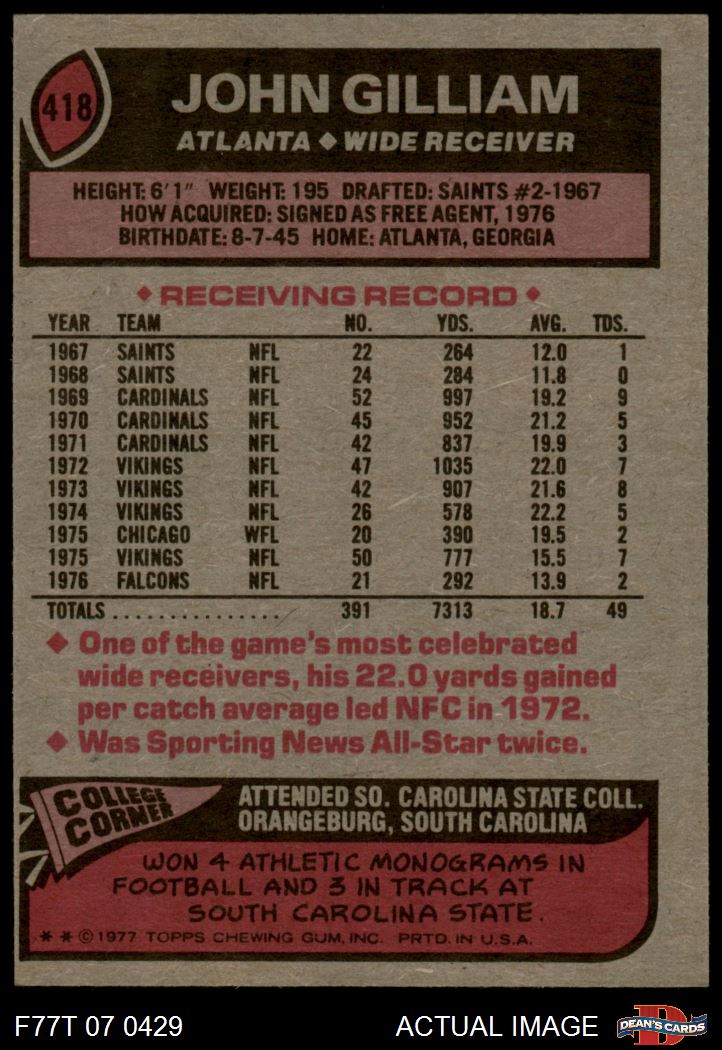 418
JOHN GILLIAM
ATLANTA ◆ WIDE RECEIVER
HEIGHT: 6'1" WEIGHT: 195 DRAFTED: SAINTS #2-1967
HOW ACQUIRED: SIGNED AS FREE AGENT, 1976
BIRTHDATE: 8-7-45 HOME: ATLANTA, GEORGIA
◆ RECEIVING RECORD ◆
YEAR TEAM NO. YDS. AVG. TDS.
1967 SAINTS NFL 22 264 12.0 1
1968 SAINTS NFL 24 284 11.8 0
1969 CARDINALS NFL 52 997 19.2 9
1970 CARDINALS NFL 45 952 21.2 5
1971 CARDINALS NFL 42 837 19.9 3
1972 VIKINGS NFL 47 1035 22.0 7
1973 VIKINGS NFL 42 907 21.6 8
1974 VIKINGS NFL 26 578 22.2 5
1975 CHICAGO WFL 20 390 19.5 2
1975 VIKINGS NFL 50 777 15.5 7
1976 FALCONS NFL 21 292 13.9 2
TOTALS ................ 391 7313 18.7 49
◆ One of the game's most celebrated
wide receivers, his 22.0 yards gained
per catch average led NFC in 1972.
◆ Was Sporting News All-Star twice.
COLLEGE
CORNER
ATTENDED SO. CAROLINA STATE COLL.
ORANGEBURG, SOUTH CAROLINA
WON 4 ATHLETIC MONOGRAMS IN
FOOTBALL AND 3 IN TRACK AT
SOUTH CAROLINA STATE.
* * © 1977 TOPPS CHEWING GUM, INC. PRTD. IN U.S.A.
F77T 07 0429
ACTUAL IMAGE
D
DEAN'S CARDS